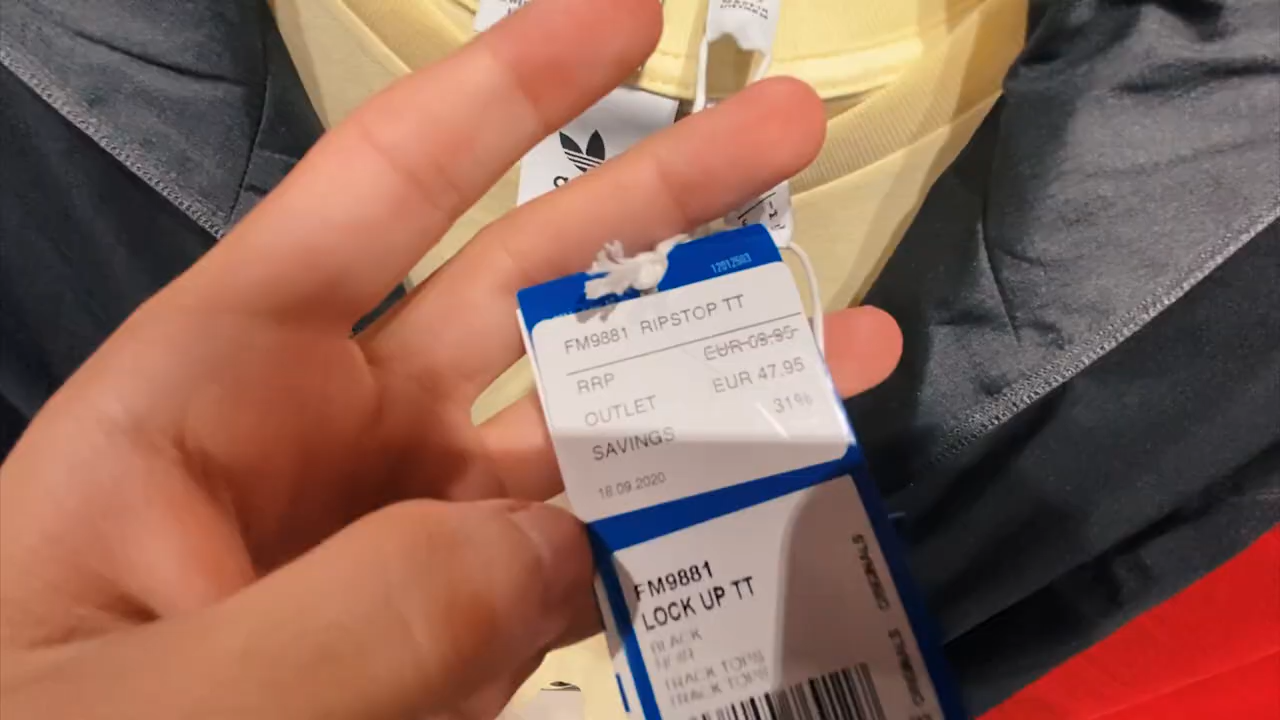 12012503
FM9881 RIPSTOP TT
RRP EUR 69.95
OUTLET EUR 47.95
SAVINGS 31%
18.09.2020
FM9881
LOCK UP TT
BLACK
NOIR
TRACK TOPS
TRACK TOPS
ORIGINALS
ORIGINALS